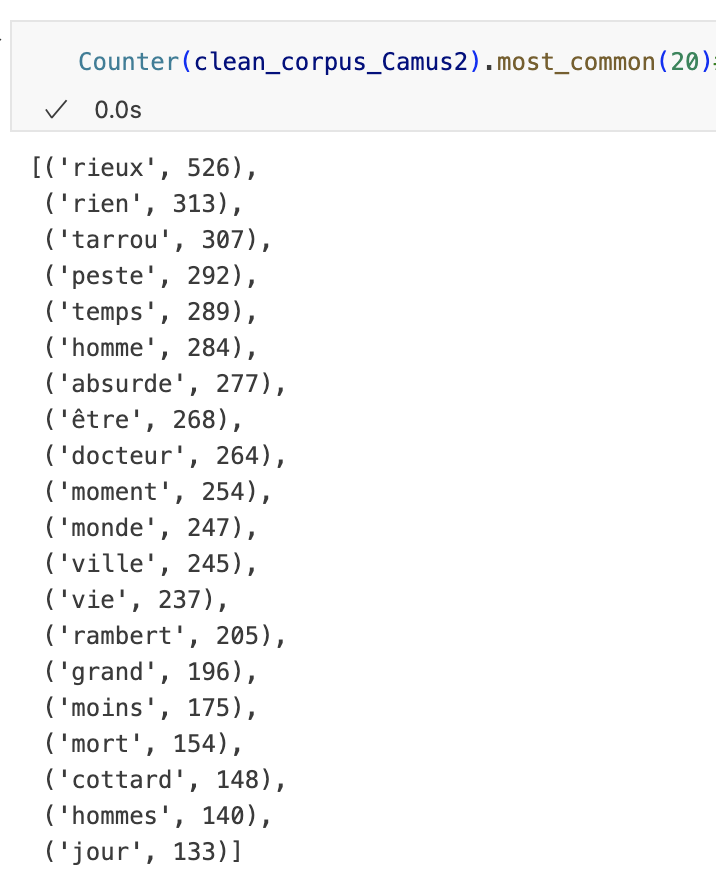 Counter(clean_corpus_Camus2).most_common(20)
0.0s
[('rieux', 526),
('rien', 313),
('tarrou', 307),
('peste', 292),
('temps', 289),
('homme', 284),
('absurde', 277),
('être', 268),
('docteur', 264),
('moment', 254),
('monde', 247),
('ville', 245),
('vie', 237),
('rambert', 205),
('grand', 196),
('moins', 175),
('mort', 154),
('cottard', 148),
('hommes', 140),
('jour', 133)]